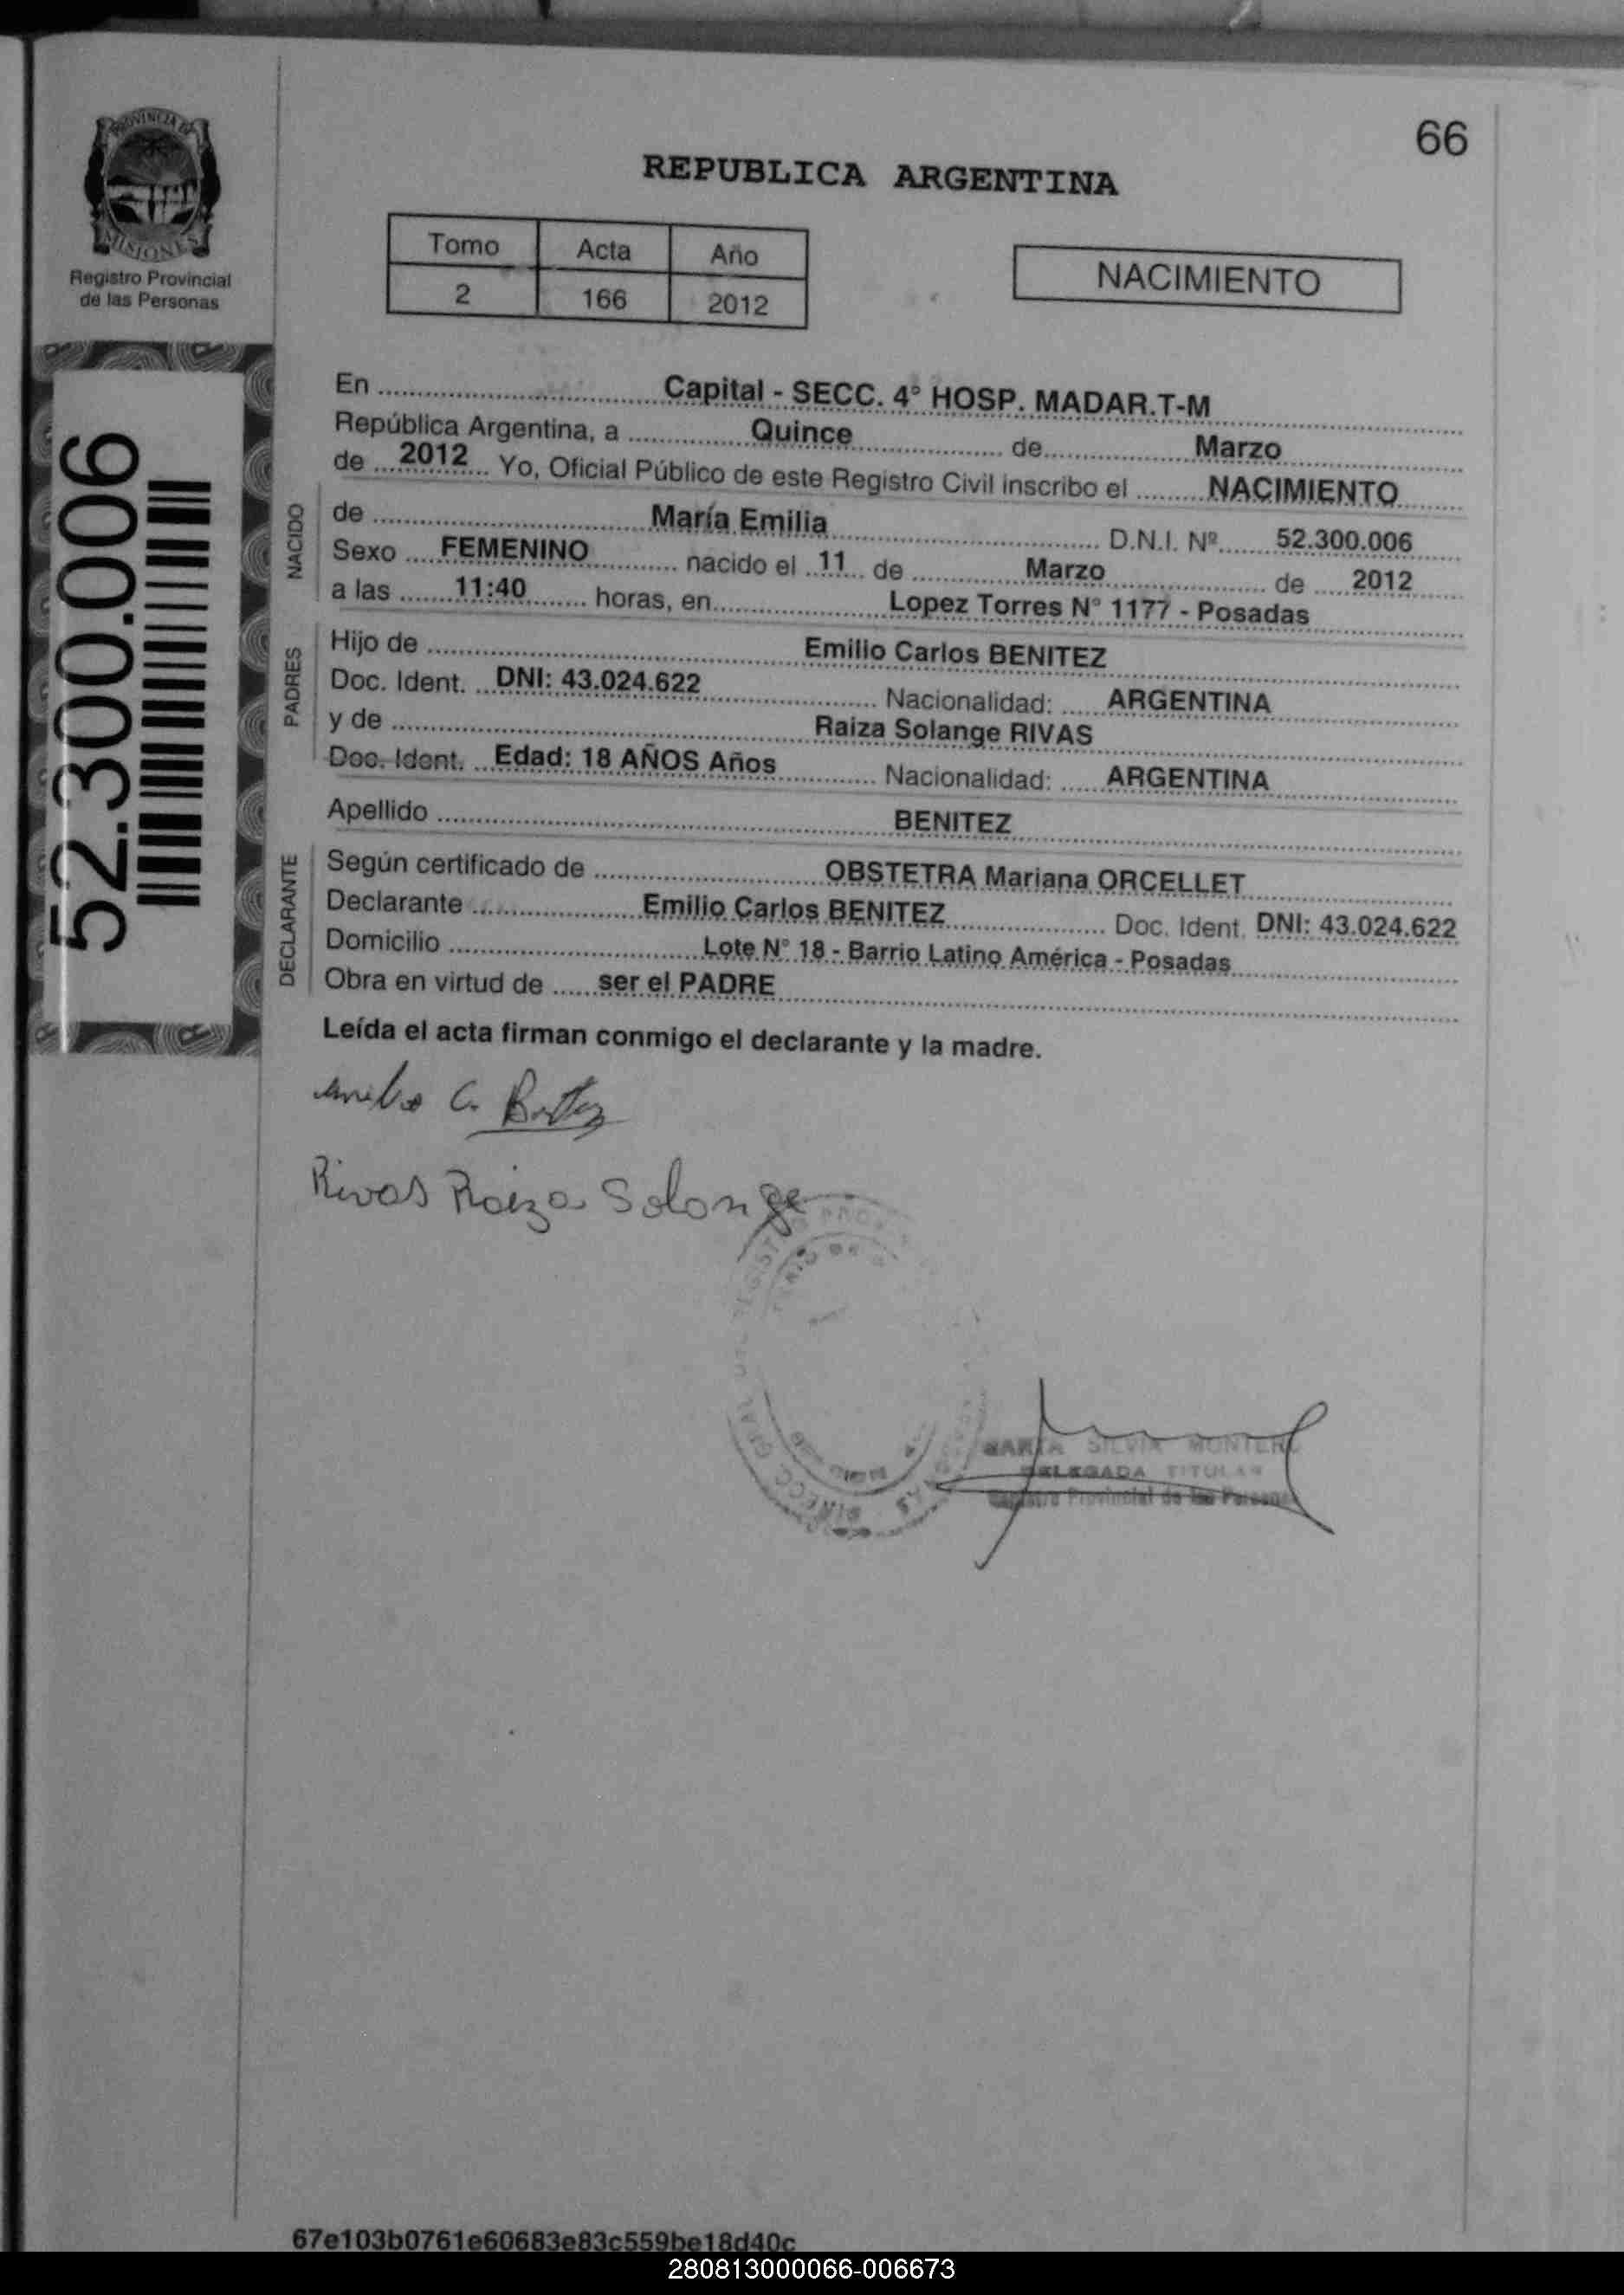 66
PROVINCIA DE
MISIONES
Registro Provincial
de las Personas
REPUBLICA ARGENTINA
Tomo Acta Año
2 166 2012
NACIMIENTO
52.300.006
En Capital - SECC. 4° HOSP. MADAR.T-M
República Argentina, a Quince de Marzo
de 2012 Yo, Oficial Público de este Registro Civil inscribo el NACIMIENTO
NACIDO
de María Emilia D.N.I. Nº 52.300.006
Sexo FEMENINO nacido el 11 de Marzo de 2012
a las 11:40 horas, en Lopez Torres N° 1177 - Posadas
PADRES
Hijo de Emilio Carlos BENITEZ
Doc. Ident. DNI: 43.024.622 Nacionalidad: ARGENTINA
y de Raiza Solange RIVAS
Doc. Ident. Edad: 18 AÑOS Años Nacionalidad: ARGENTINA
Apellido BENITEZ
DECLARANTE
Según certificado de OBSTETRA Mariana ORCELLET
Declarante Emilio Carlos BENITEZ Doc. Ident. DNI: 43.024.622
Domicilio Lote N° 18 - Barrio Latino América - Posadas
Obra en virtud de ser el PADRE
Leída el acta firman conmigo el declarante y la madre.
Emilio C. Benitez
Rivas Raiza Solange
SILVIA MONTERO
DELEGADA TITULAR
Registro Provincial de las Personas
67e103b0761e60683e83c559be18d40c
280813000066-006673